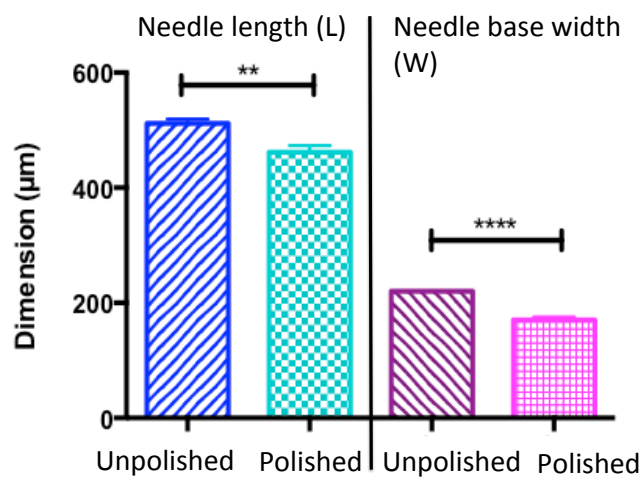 Needle length (L)
Needle base width
(W)
**
****
600
400
200
0
Dimension (µm)
Unpolished
Polished
Unpolished
Polished